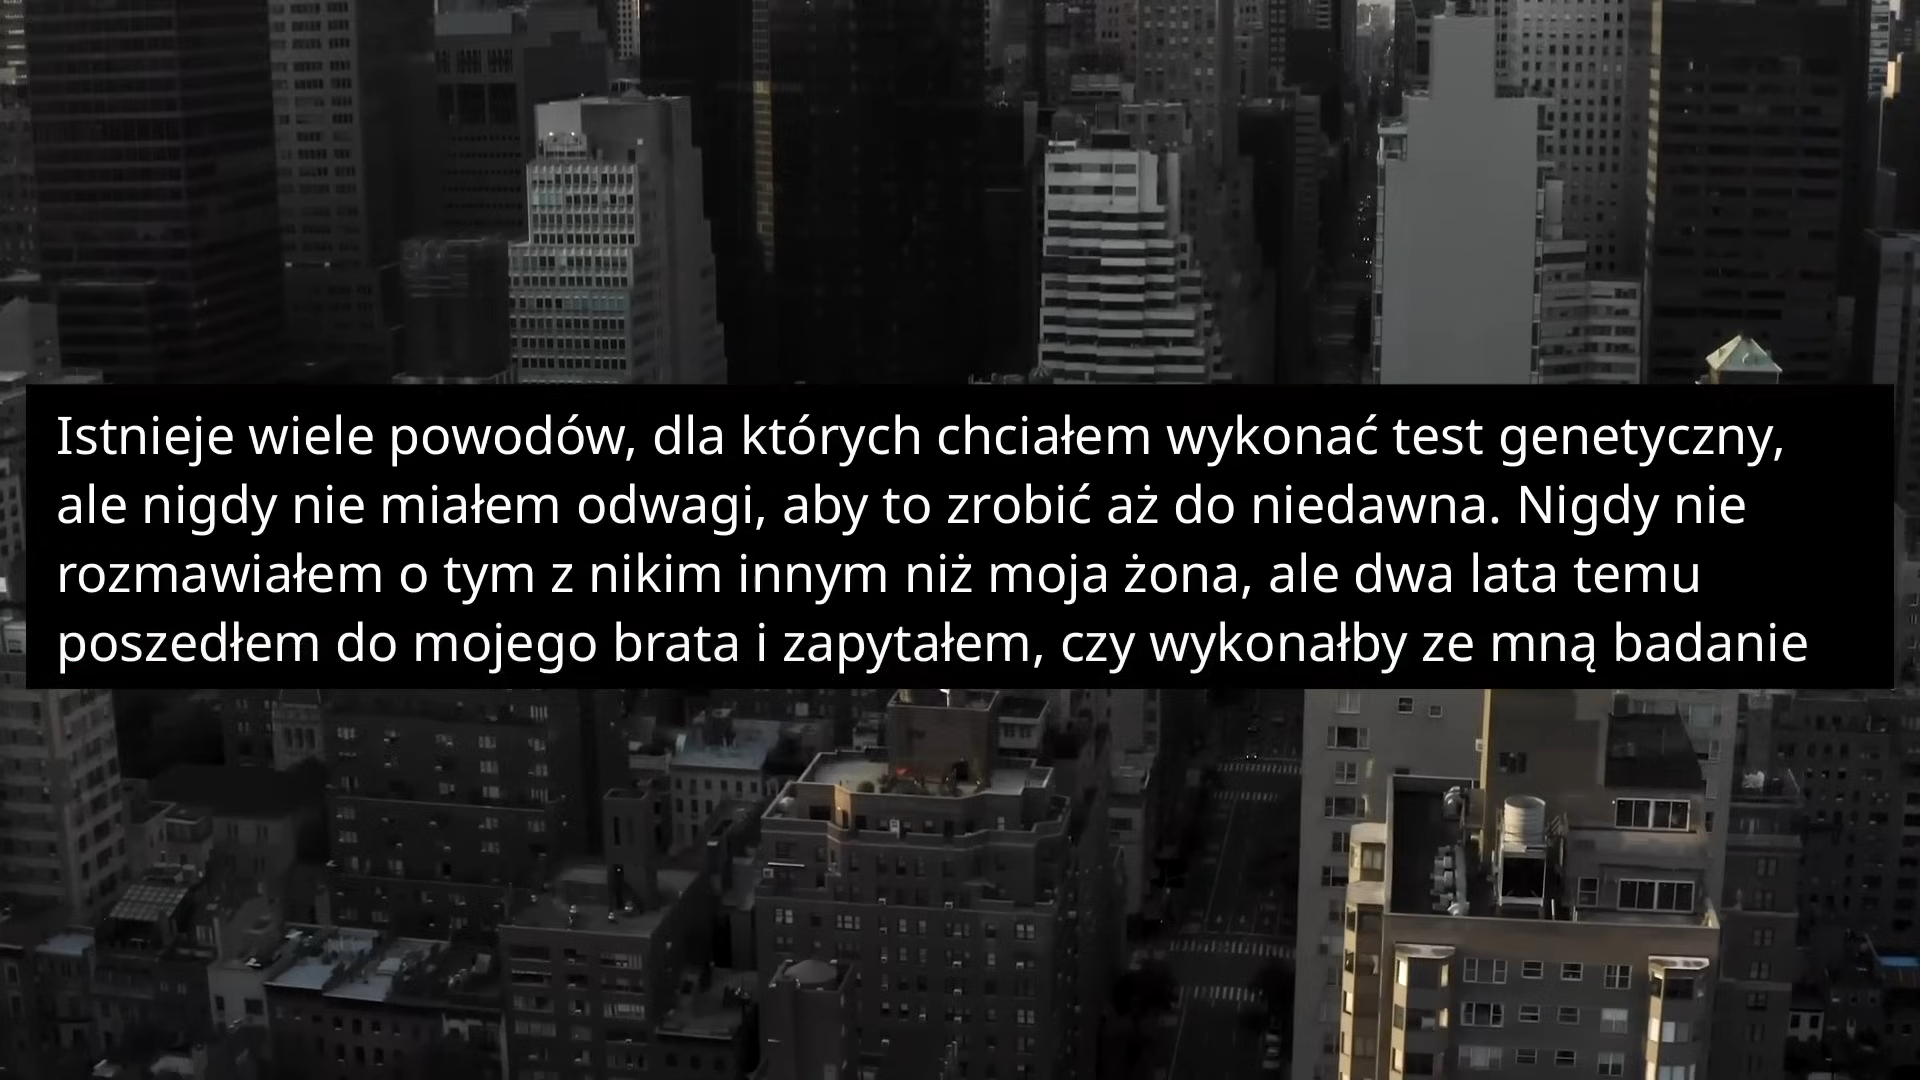 Istnieje wiele powodów, dla których chciałem wykonać test genetyczny,
ale nigdy nie miałem odwagi, aby to zrobić aż do niedawna. Nigdy nie
rozmawiałem o tym z nikim innym niż moja żona, ale dwa lata temu
poszedłem do mojego brata i zapytałem, czy wykonałby ze mną badanie